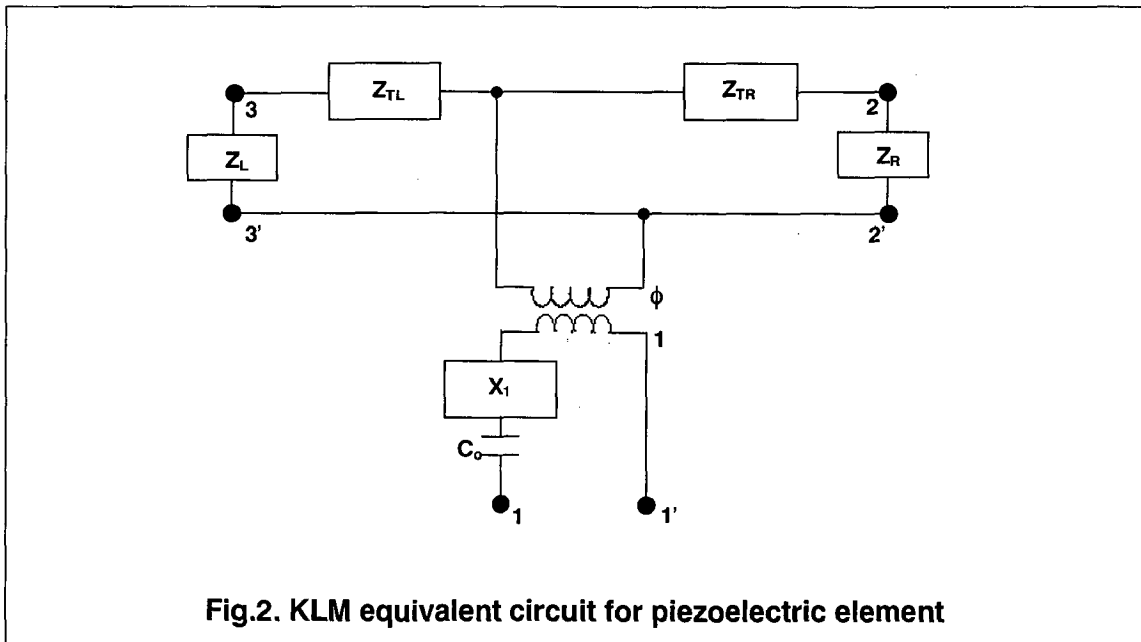 Z_TL
Z_TR
3
2
Z_L
Z_R
3'
2'
ϕ
1
X₁
C_o
1
1'
Fig.2. KLM equivalent circuit for piezoelectric element